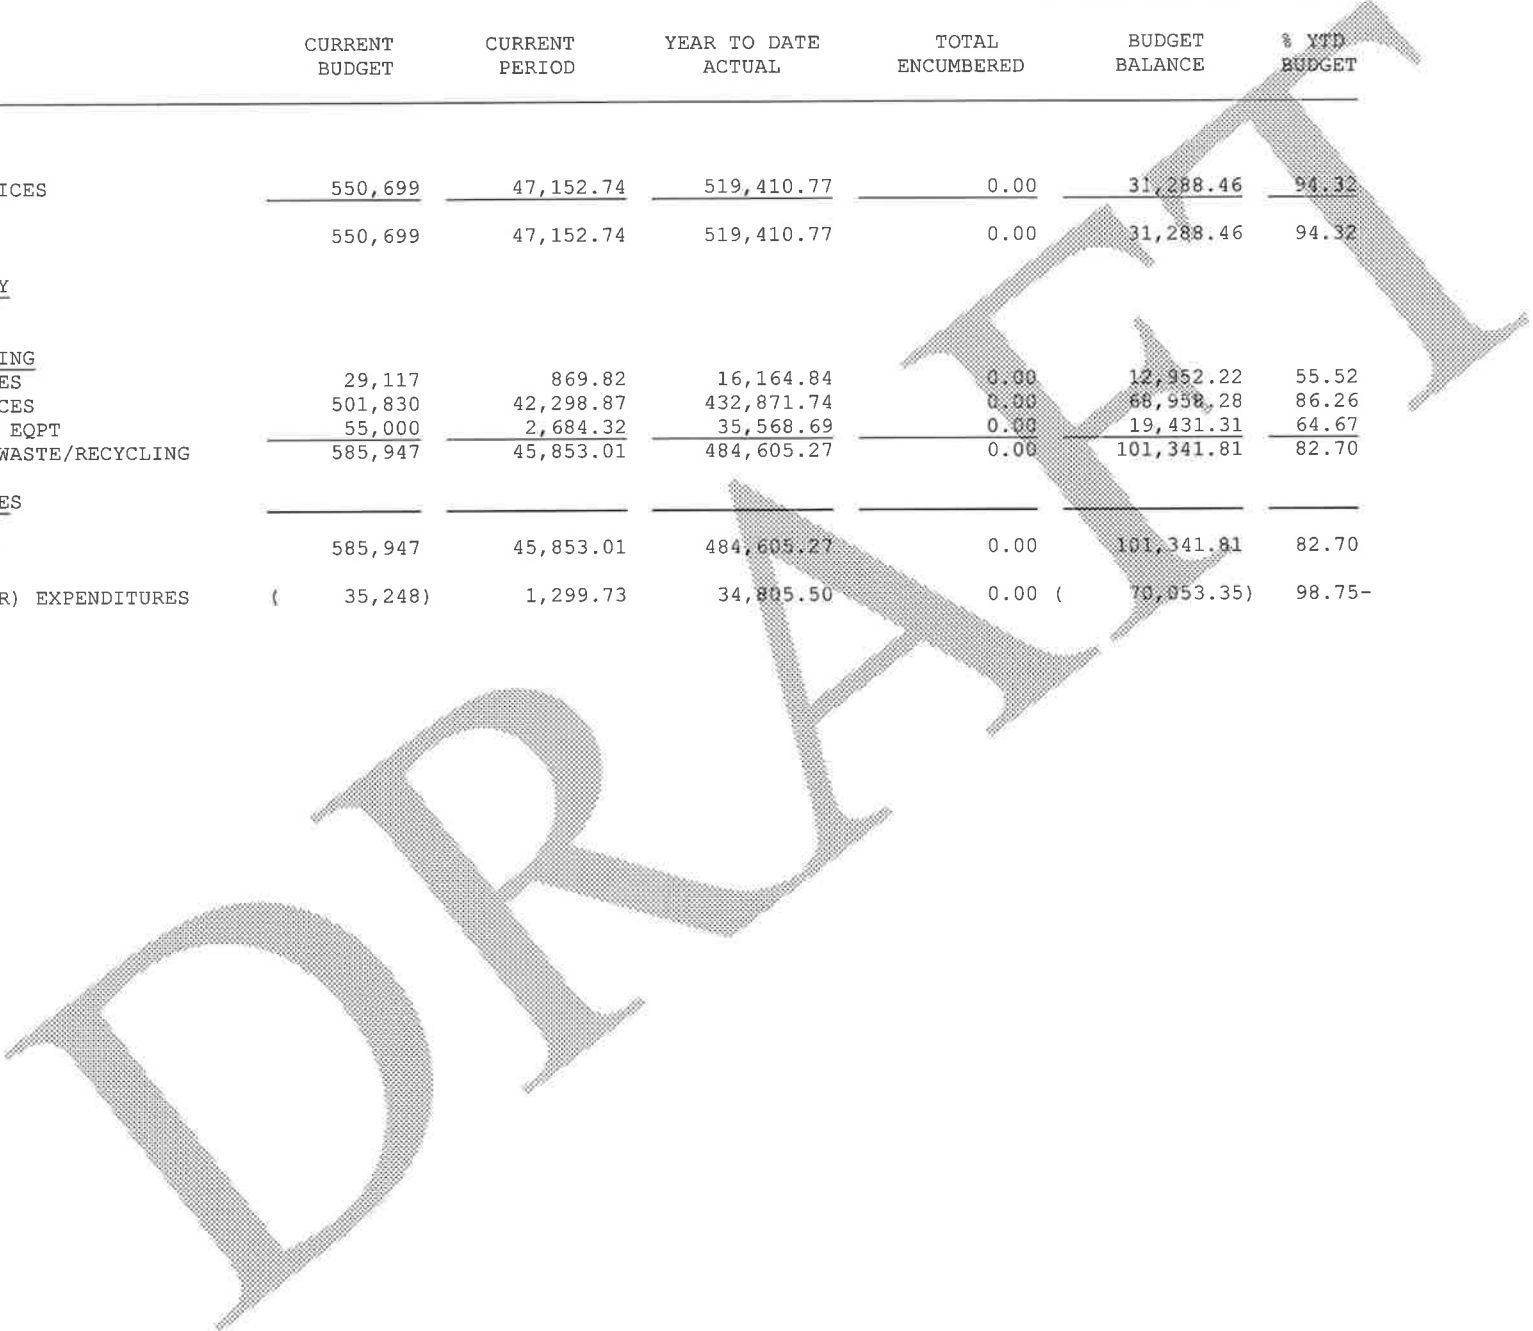 CURRENT CURRENT YEAR TO DATE TOTAL BUDGET % YTD
BUDGET PERIOD ACTUAL ENCUMBERED BALANCE BUDGET
ICES 550,699 47,152.74 519,410.77 0.00 31,288.46 94.32
550,699 47,152.74 519,410.77 0.00 31,288.46 94.32
Y
ING
ES 29,117 869.82 16,164.84 0.00 12,952.22 55.52
CES 501,830 42,298.87 432,871.74 0.00 68,958.28 86.26
EQPT 55,000 2,684.32 35,568.69 0.00 19,431.31 64.67
WASTE/RECYCLING 585,947 45,853.01 484,605.27 0.00 101,341.81 82.70
ES
585,947 45,853.01 484,605.27 0.00 101,341.81 82.70
R) EXPENDITURES ( 35,248) 1,299.73 34,805.50 0.00 ( 70,053.35) 98.75-
DRAFT